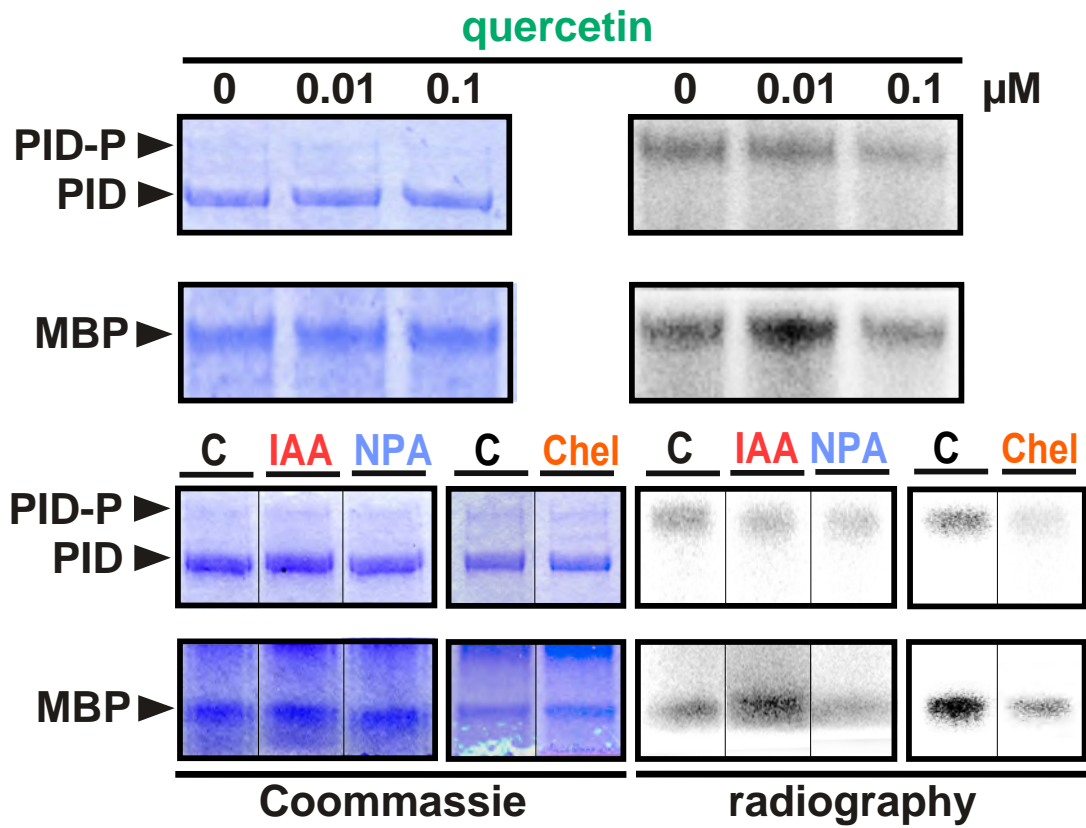 quercetin
0 0.01 0.1 0 0.01 0.1 µM
PID-P
PID
MBP
C IAA NPA C Chel C IAA NPA C Chel
PID-P
PID
MBP
Coommassie radiography